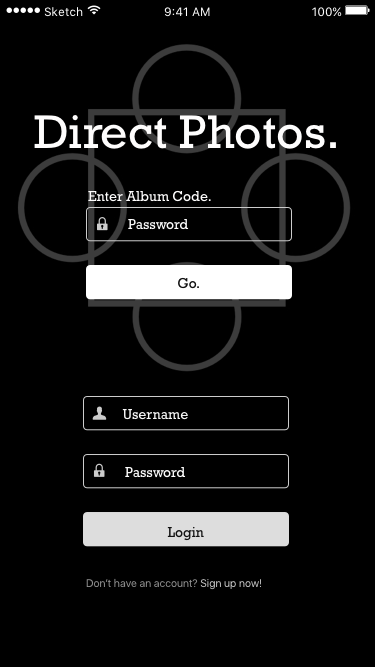 ●●●●● Sketch 9:41 AM 100%
Direct Photos.
Enter Album Code.
Password
Go.
Username
Password
Login
Don't have an account? Sign up now!